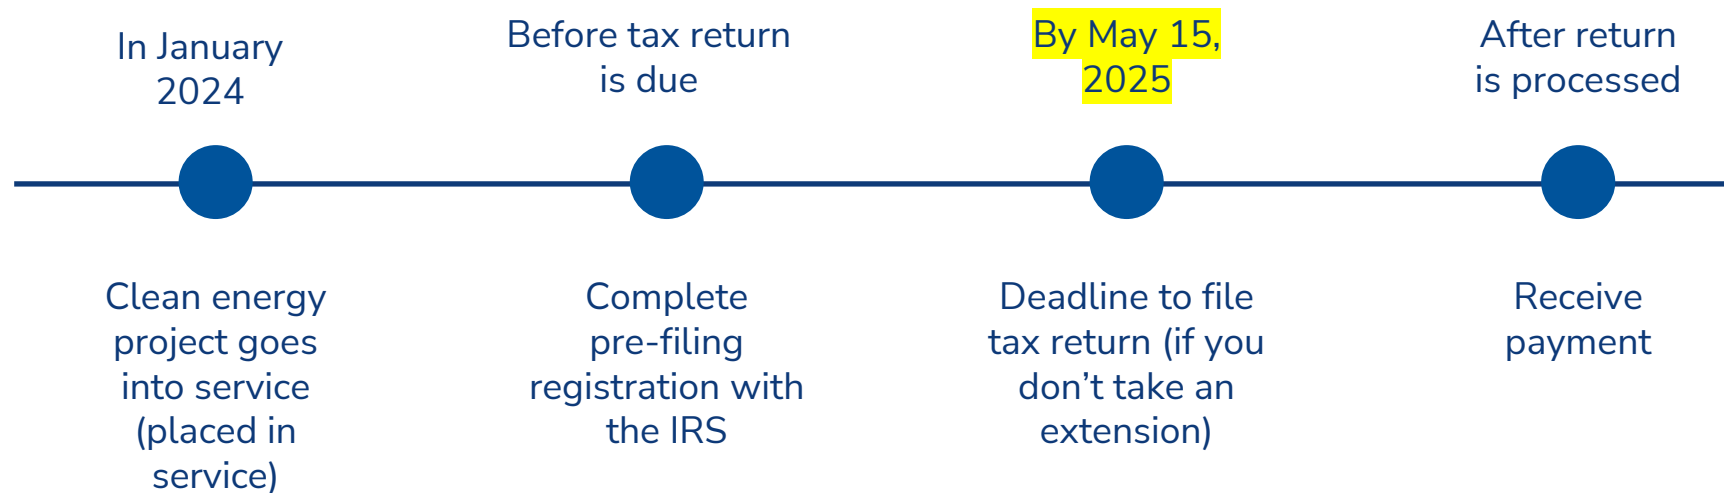 In January
2024
Before tax return
is due
By May 15,
2025
After return
is processed
Clean energy
project goes
into service
(placed in
service)
Complete
pre-filing
registration with
the IRS
Deadline to file
tax return (if you
don’t take an
extension)
Receive
payment